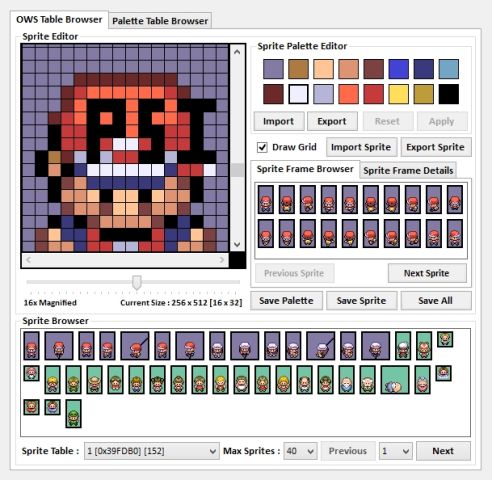 OWS Table Browser
Palette Table Browser
Sprite Editor
Sprite Palette Editor
Import
Export
Reset
Apply
Draw Grid
Import Sprite
Export Sprite
Sprite Frame Browser
Sprite Frame Details
Previous Sprite
Next Sprite
16x Magnified
Current Size : 256 x 512 [16 x 32]
Save Palette
Save Sprite
Save All
Sprite Browser
Sprite Table :
1 [0x39FDB0] [152]
Max Sprites :
40
Previous
1
Next